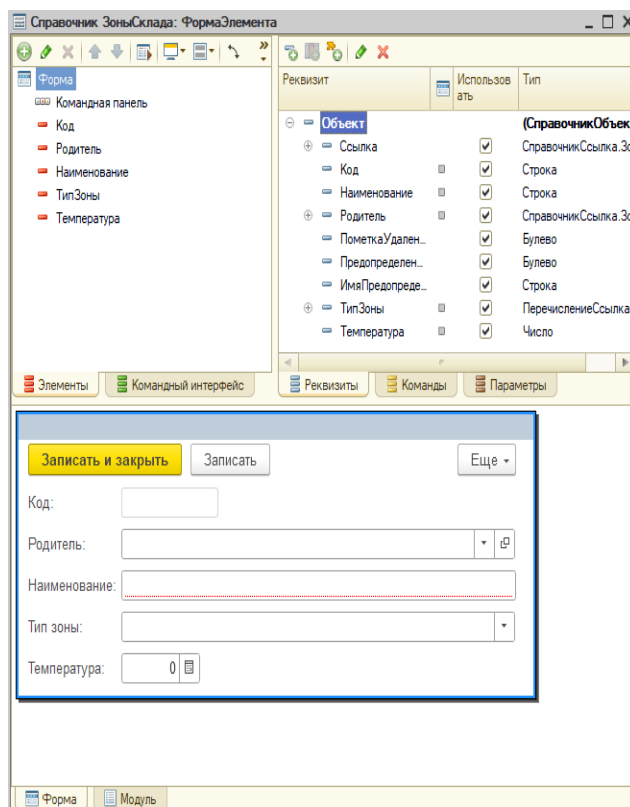 Справочник ЗоныСклада: ФормаЭлемента
Форма
Командная панель
Код
Родитель
Наименование
ТипЗоны
Температура
Элементы
Командный интерфейс
Реквизит
Использовать
Тип
Объект
(СправочникОбъек
Ссылка
СправочникСсылка.Зо
Код
Строка
Наименование
Строка
Родитель
СправочникСсылка.Зо
ПометкаУдален...
Булево
Предопределен...
Булево
ИмяПредопреде...
Строка
ТипЗоны
ПеречислениеСсылка
Температура
Число
Реквизиты
Команды
Параметры
Записать и закрыть
Записать
Еще
Код:
Родитель:
Наименование:
Тип зоны:
Температура:
0
Форма
Модуль